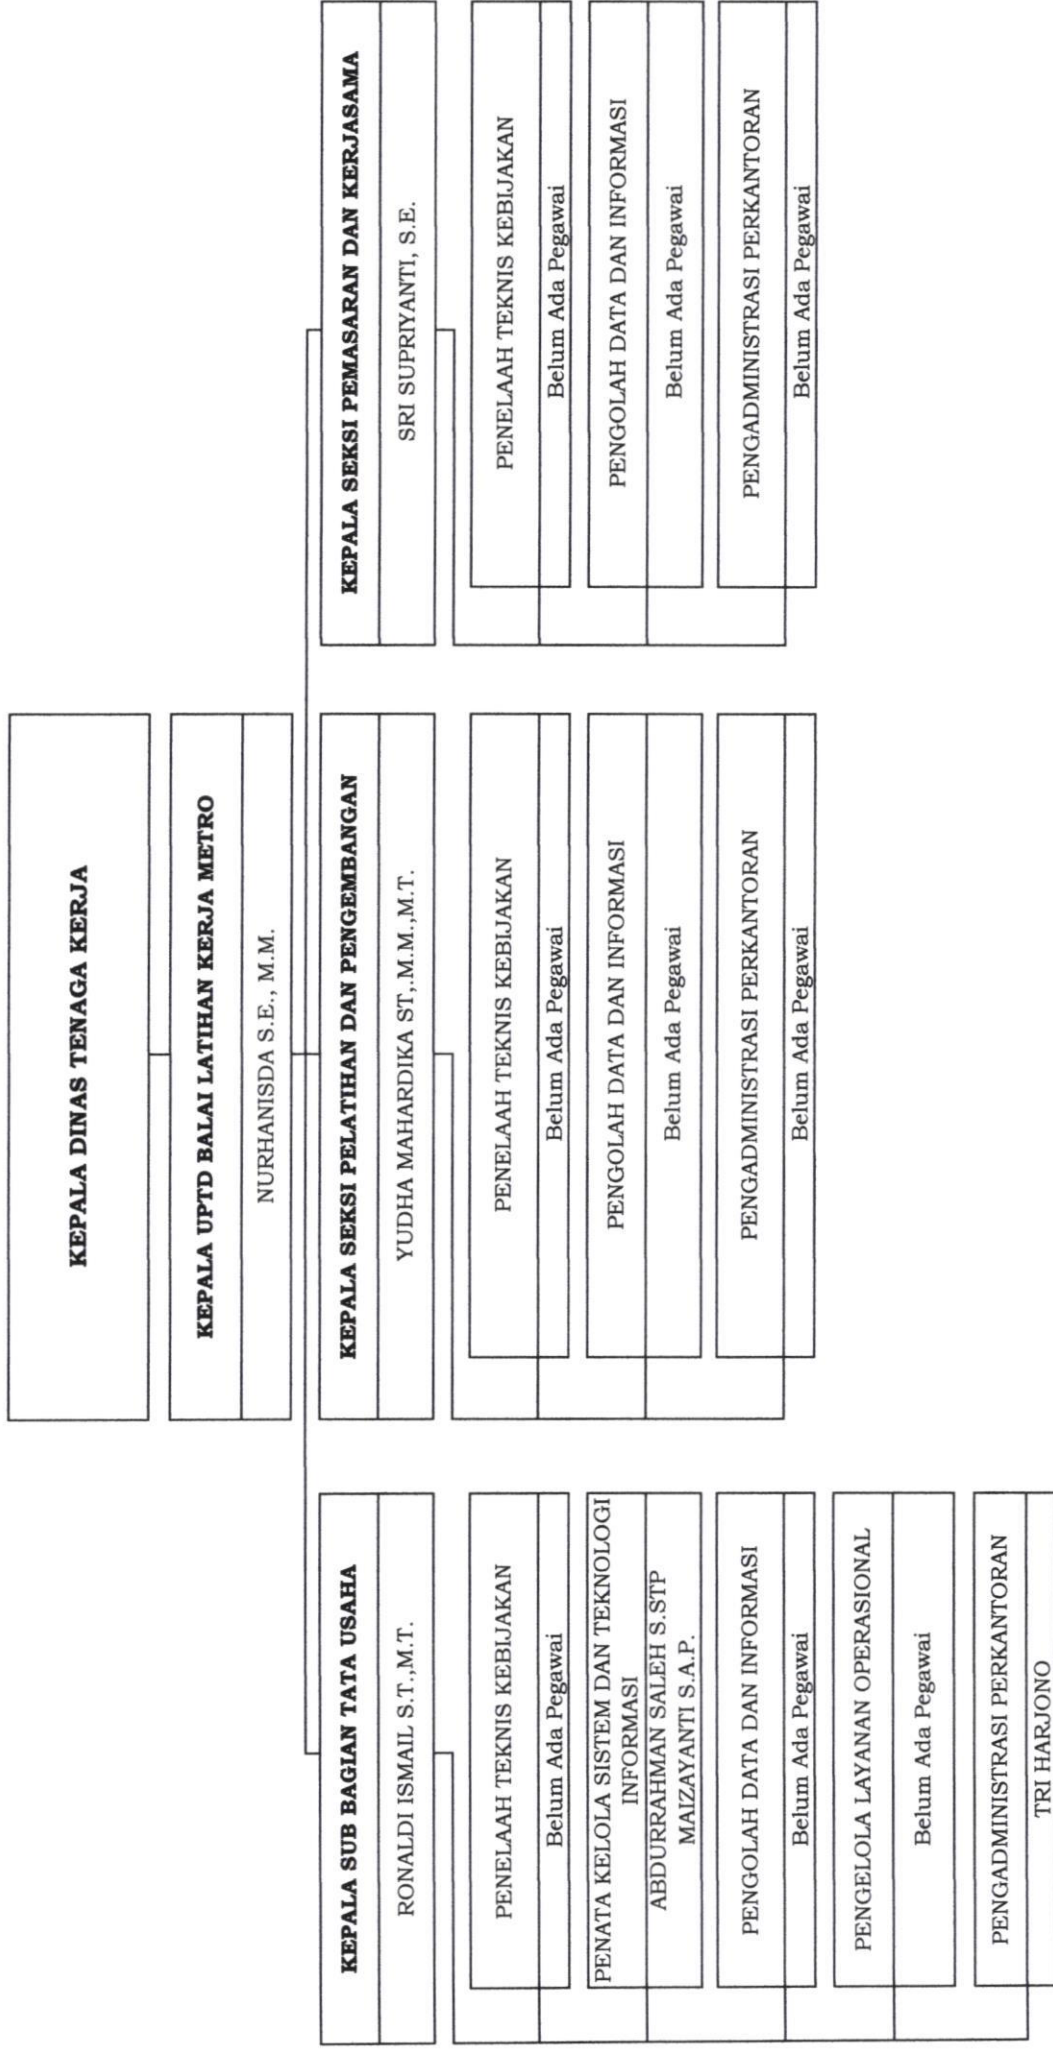 KEPALA DINAS TENAGA KERJA
KEPALA UPTD BALAI LATIHAN KERJA METRO
NURHANISDA S.E., M.M.
KEPALA SUB BAGIAN TATA USAHA
RONALDI ISMAIL S.T.,M.T.
PENELAAH TEKNIS KEBIJAKAN
Belum Ada Pegawai
PENATA KELOLA SISTEM DAN TEKNOLOGI
INFORMASI
ABDURRAHMAN SALEH S.STP
MAIZAYANTI S.A.P.
PENGOLAH DATA DAN INFORMASI
Belum Ada Pegawai
PENGELOLA LAYANAN OPERASIONAL
Belum Ada Pegawai
PENGADMINISTRASI PERKANTORAN
TRI HARJONO
KEPALA SEKSI PELATIHAN DAN PENGEMBANGAN
YUDHA MAHARDIKA ST,.M.M.,M.T.
PENELAAH TEKNIS KEBIJAKAN
Belum Ada Pegawai
PENGOLAH DATA DAN INFORMASI
Belum Ada Pegawai
PENGADMINISTRASI PERKANTORAN
Belum Ada Pegawai
KEPALA SEKSI PEMASARAN DAN KERJASAMA
SRI SUPRIYANTI, S.E.
PENELAAH TEKNIS KEBIJAKAN
Belum Ada Pegawai
PENGOLAH DATA DAN INFORMASI
Belum Ada Pegawai
PENGADMINISTRASI PERKANTORAN
Belum Ada Pegawai